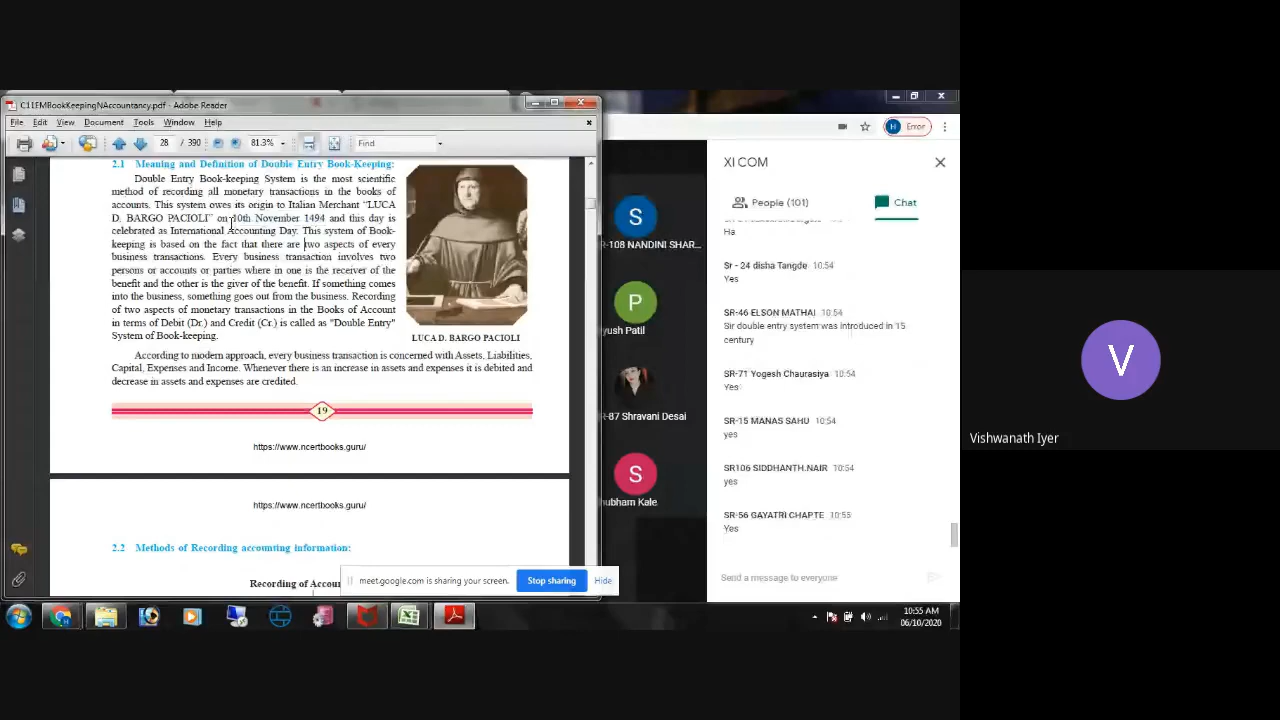 C11EMBookKeepingNAccountancy.pdf - Adobe Reader
File Edit View Document Tools Window Help
28 / 390 81.3% Find
2.1 Meaning and Definition of Double Entry Book-Keeping:
Double Entry Book-keeping System is the most scientific
method of recording all monetary transactions in the books of
accounts. This system owes its origin to Italian Merchant "LUCA
D. BARGO PACIOLI" on 10th November 1494 and this day is
celebrated as International Accounting Day. This system of Book-
keeping is based on the fact that there are two aspects of every
business transactions. Every business transaction involves two
persons or accounts or parties where in one is the receiver of the
benefit and the other is the giver of the benefit. If something comes
into the business, something goes out from the business. Recording
of two aspects of monetary transactions in the Books of Account
in terms of Debit (Dr.) and Credit (Cr.) is called as "Double Entry"
System of Book-keeping.
LUCA D. BARGO PACIOLI
According to modern approach, every business transaction is concerned with Assets, Liabilities,
Capital, Expenses and Income. Whenever there is an increase in assets and expenses it is debited and
decrease in assets and expenses are credited.
19
https://www.ncertbooks.guru/
https://www.ncertbooks.guru/
2.2 Methods of Recording accounting information:
Recording of Accou
meet.google.com is sharing your screen. Stop sharing Hide
H Error
S
R-108 NANDINI SHAR...
P
yush Patil
R-87 Shravani Desai
S
hubham Kale
XI COM
People (101) Chat
Ha
Sr - 24 disha Tangde 10:54
Yes
SR-46 ELSON MATHAI 10:54
Sir double entry system was introduced in 15
century
SR-71 Yogesh Chaurasiya 10:54
Yes
SR-15 MANAS SAHU 10:54
yes
SR106 SIDDHANTH.NAIR 10:54
yes
SR-56 GAYATRI CHAPTE 10:55
Yes
Send a message to everyone
10:55 AM
06/10/2020
V
Vishwanath Iyer